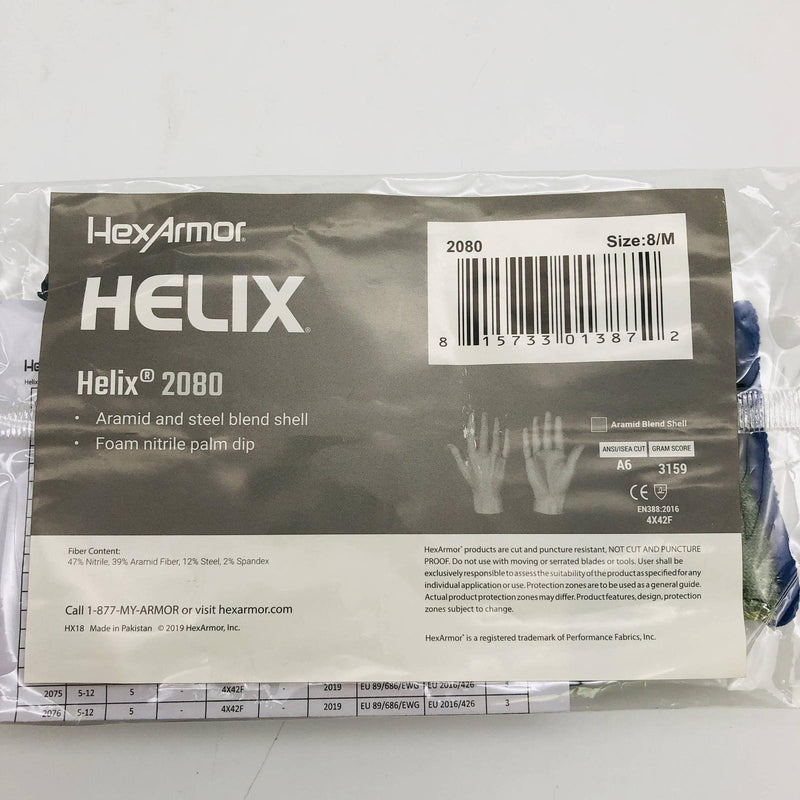 HexArmor®
HELIX®
Helix® 2080
• Aramid and steel blend shell
• Foam nitrile palm dip
2080 Size:8/M
8 15733 01387 2
Aramid Blend Shell
ANSI/ISEA CUT GRAM SCORE
A6 3159
CE
EN388:2016
4X42F
Fiber Content:
47% Nitrile, 39% Aramid Fiber, 12% Steel, 2% Spandex
Call 1-877-MY-ARMOR or visit hexarmor.com
HX18 Made in Pakistan © 2019 HexArmor, Inc.
HexArmor® products are cut and puncture resistant, NOT CUT AND PUNCTURE
PROOF. Do not use with moving or serrated blades or tools. User shall be
exclusively responsible to assess the suitability of the product as specified for any
individual application or use. Protection zones are to be used as a general guide.
Actual product protection zones may differ. Product features, design, protection
zones subject to change.
HexArmor® is a registered trademark of Performance Fabrics, Inc.
He
Helix
2075 5-12 5 - 4X42F - 2019 EU 89/686/EWG EU 2016/426 3
2076 5-12 5 - 4X42F - 2019 EU 89/686/EWG EU 2016/426 3